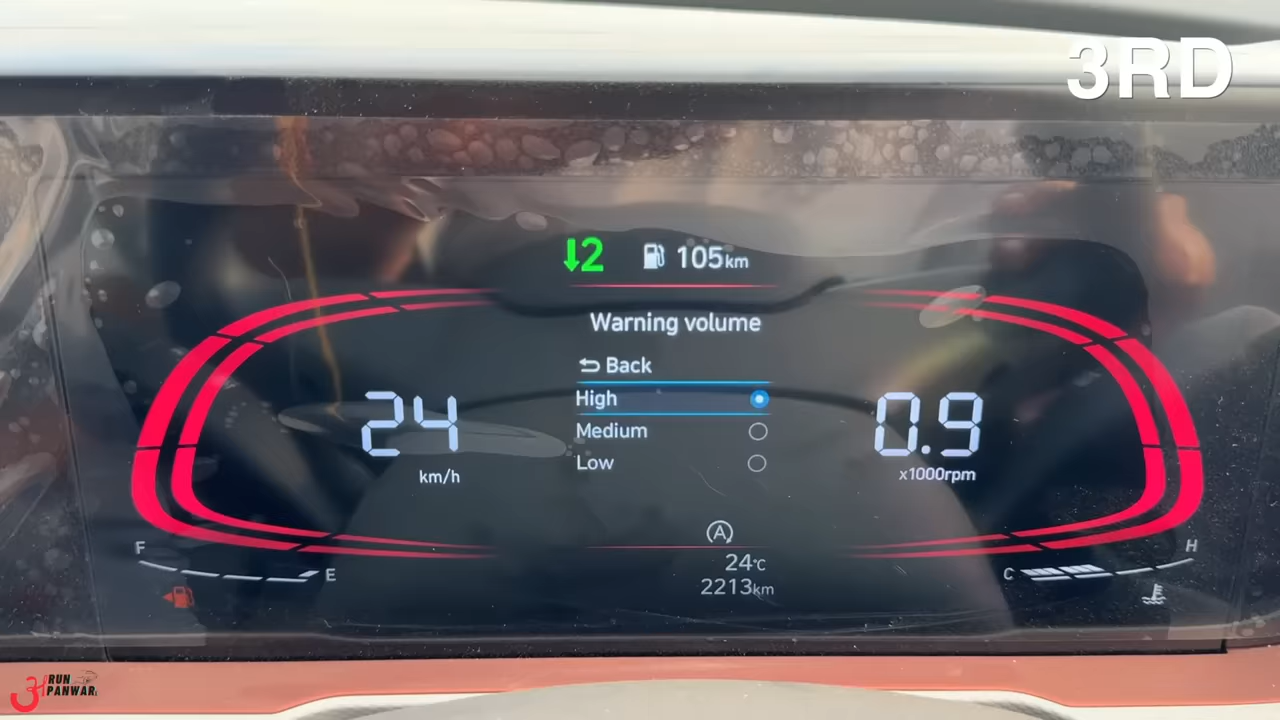 3RD
↓2 105km
Warning volume
Back
High
Medium
Low
24
km/h
0.9
x1000rpm
A
F
E
24°C
2213km
C
H
RUN
PANWAR